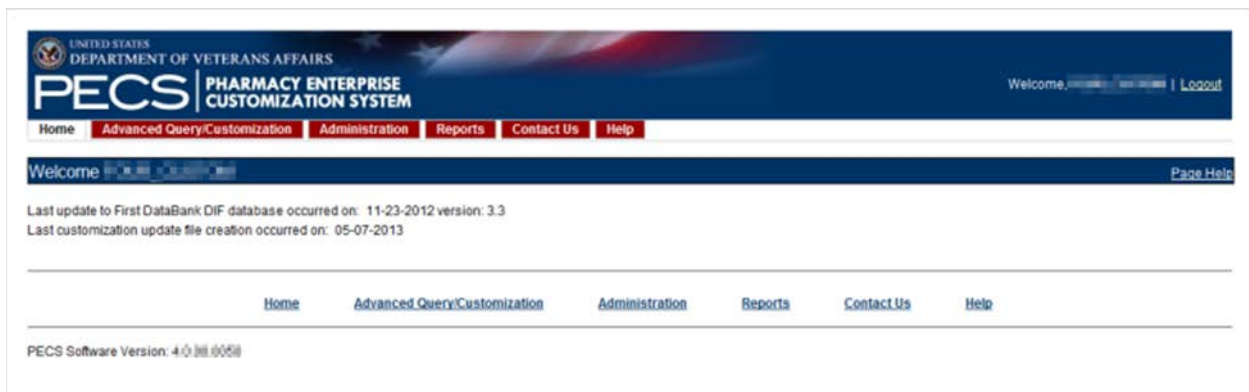 UNITED STATES
DEPARTMENT OF VETERANS AFFAIRS
PECS PHARMACY ENTERPRISE
CUSTOMIZATION SYSTEM
Welcome, | Logout
Home Advanced Query/Customization Administration Reports Contact Us Help
Welcome Page Help
Last update to First DataBank DIF database occurred on: 11-23-2012 version: 3.3
Last customization update file creation occurred on: 05-07-2013
Home Advanced Query/Customization Administration Reports Contact Us Help
PECS Software Version: